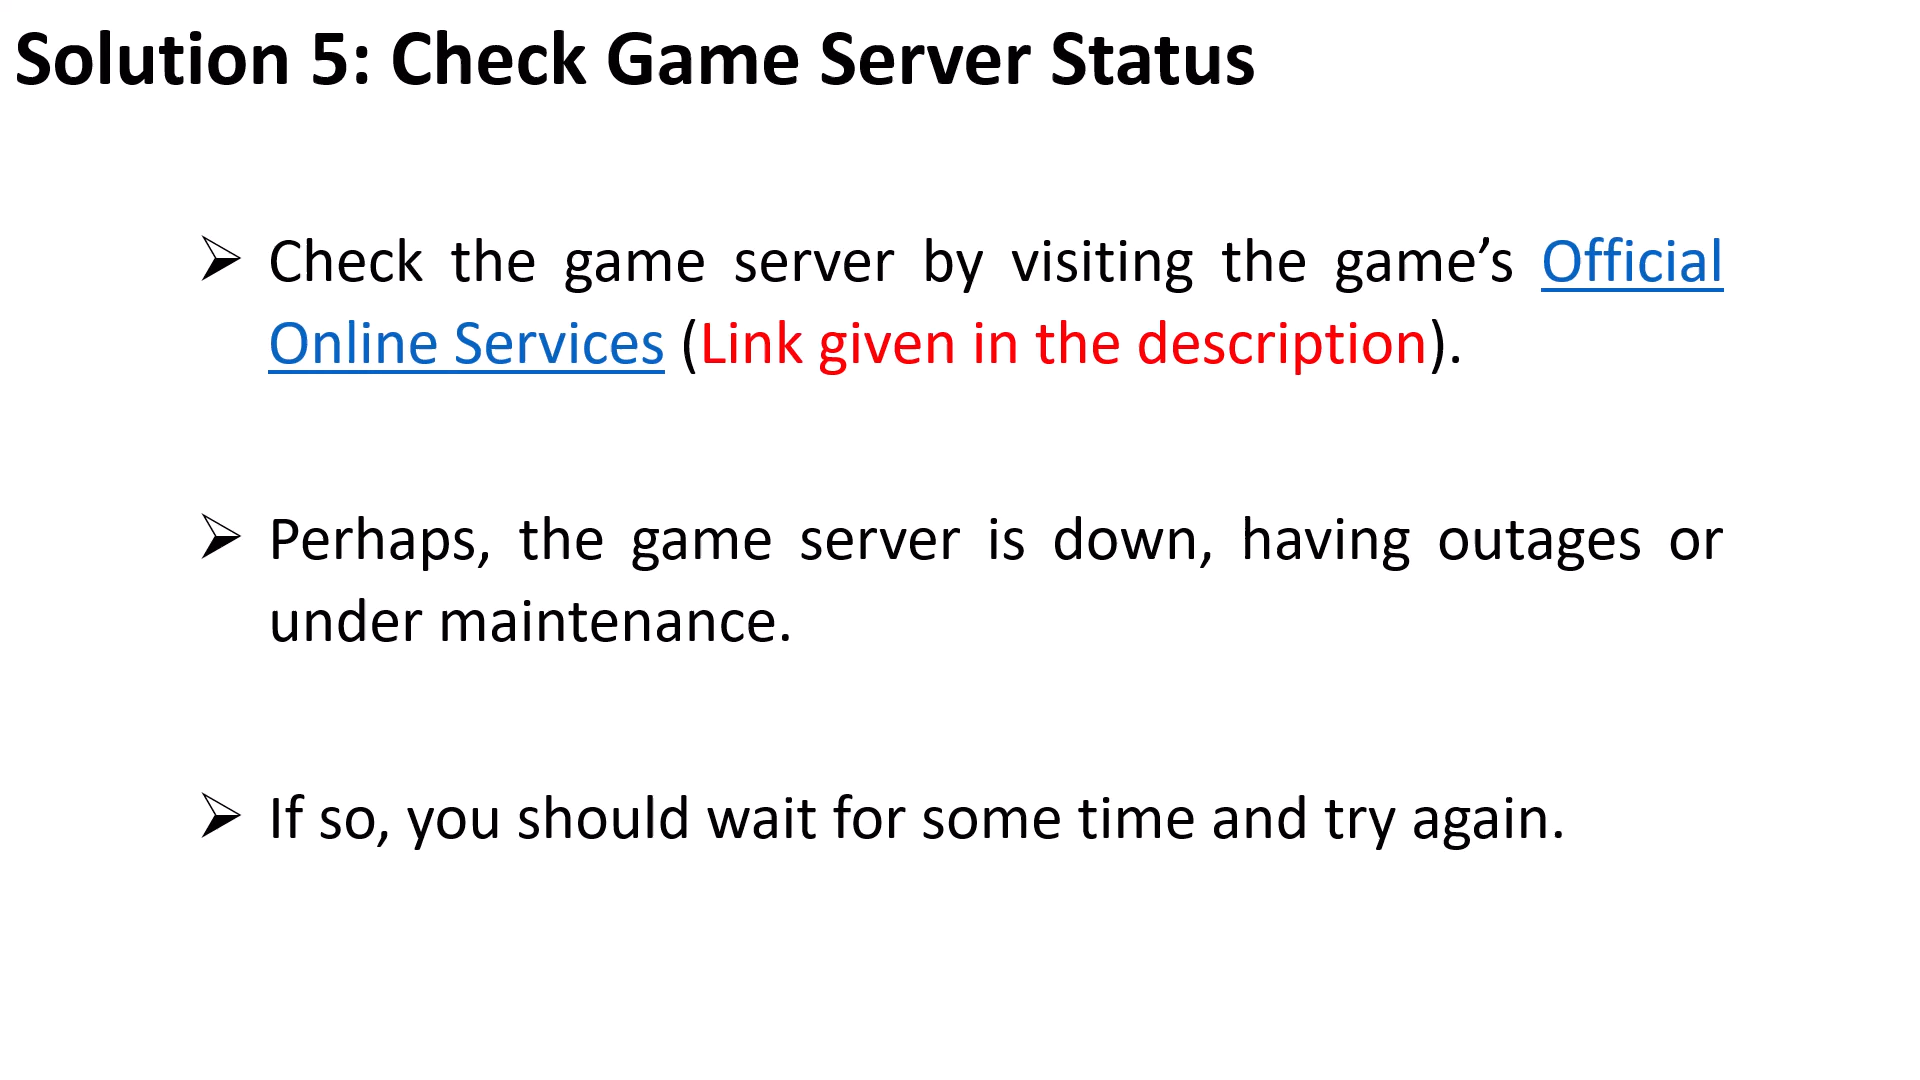 Solution 5: Check Game Server Status
➢ Check the game server by visiting the game’s Official
Online Services (Link given in the description).
➢ Perhaps, the game server is down, having outages or
under maintenance.
➢ If so, you should wait for some time and try again.